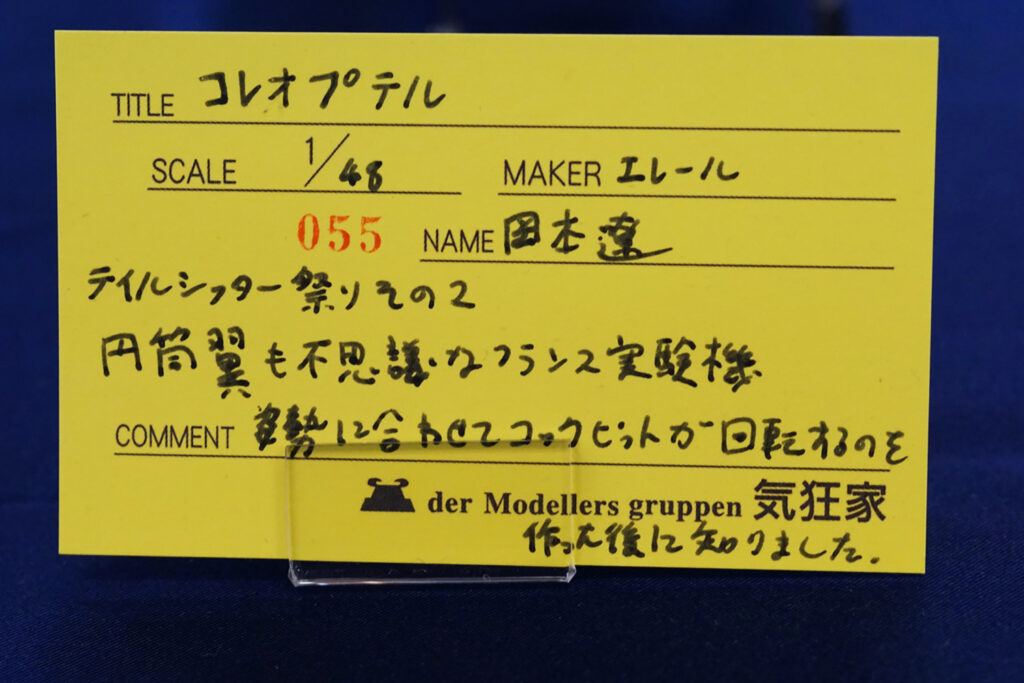 TITLE コレオプテル
SCALE 1/48 MAKER エレール
055 NAME 田本遼
テイルシッター祭りその2
円筒翼も不思議なフランス実験機
COMMENT 姿勢に合わせてコックピットが回転するのを
der Modellers gruppen 気狂家
作った後に知りました。